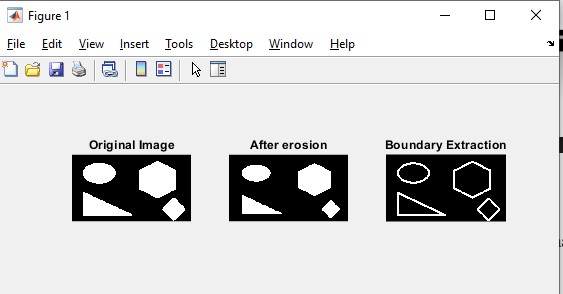 Figure 1
File Edit View Insert Tools Desktop Window Help
Original Image After erosion Boundary Extraction